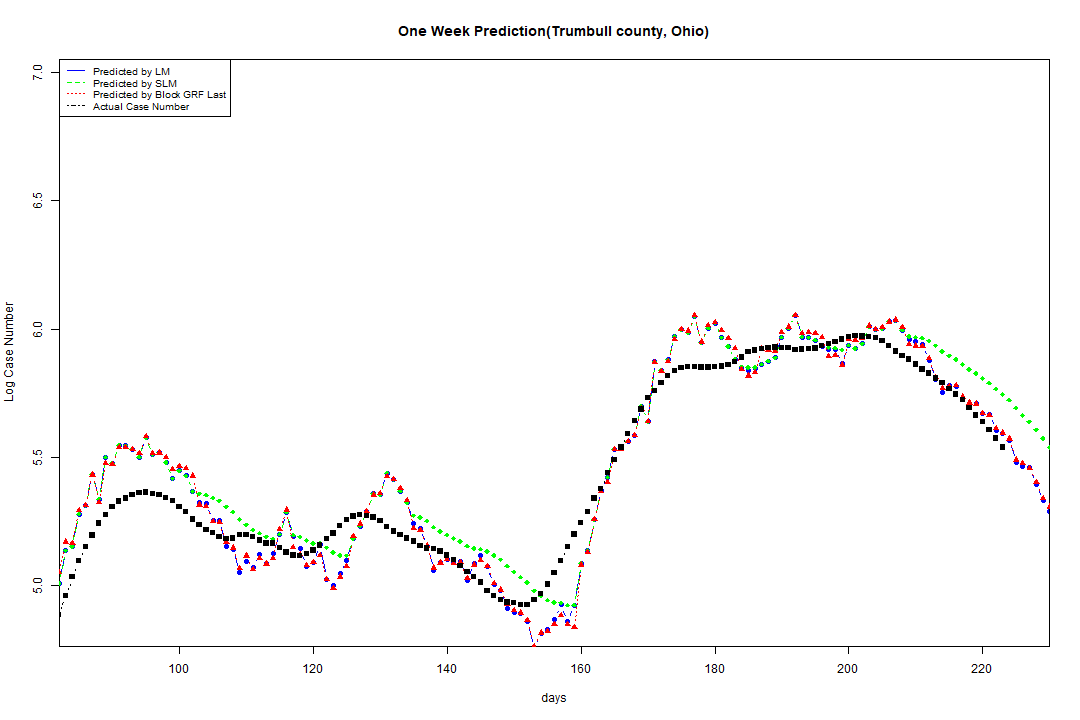 One Week Prediction(Trumbull county, Ohio)
Predicted by LM
Predicted by SLM
Predicted by Block GRF Last
Actual Case Number
Log Case Number
7.0
6.5
6.0
5.5
5.0
100 120 140 160 180 200 220
days